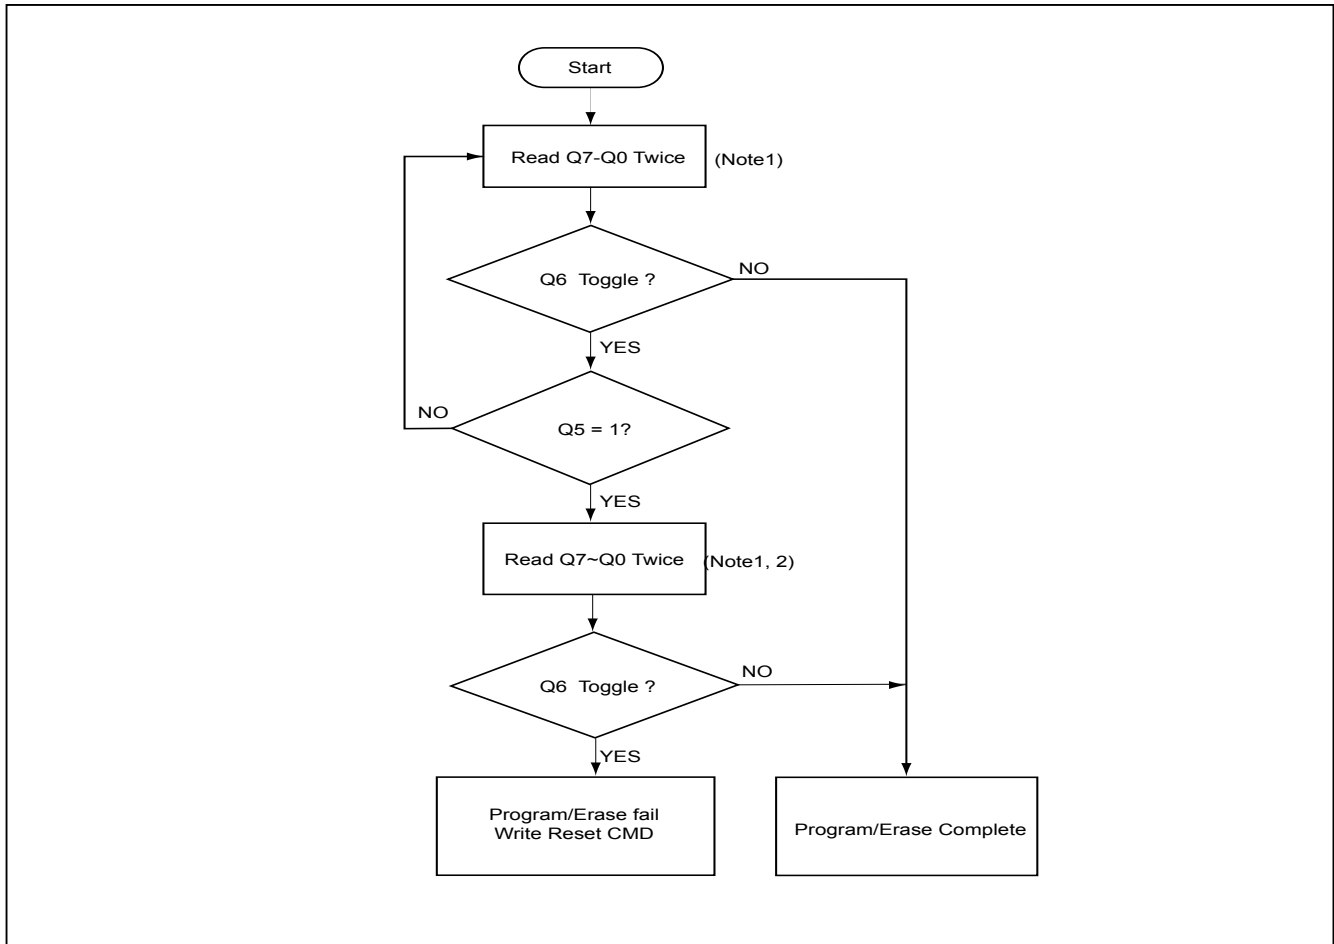 Start
Read Q7-Q0 Twice
(Note1)
Q6 Toggle ?
NO
YES
NO
Q5 = 1?
YES
Read Q7~Q0 Twice
(Note1, 2)
Q6 Toggle ?
NO
YES
Program/Erase fail
Write Reset CMD
Program/Erase Complete